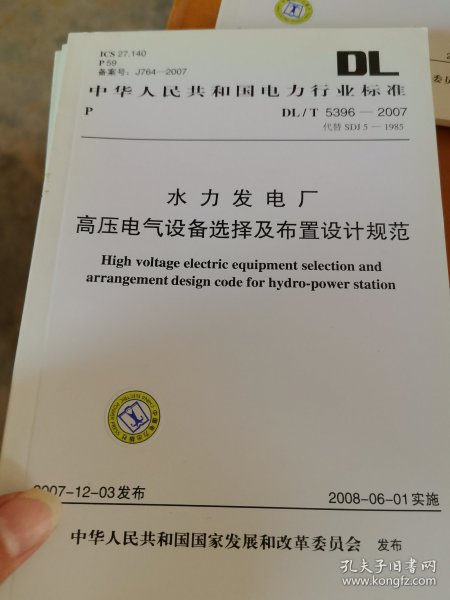 ICS 27.140
P 59
备案号：J764—2007
DL
中华人民共和国电力行业标准
P
DL/T 5396—2007
代替 SDJ 5—1985
水力发电厂
高压电气设备选择及布置设计规范
High voltage electric equipment selection and
arrangement design code for hydro-power station
2007-12-03发布
2008-06-01实施
中华人民共和国国家发展和改革委员会 发布
孔夫子旧书网
www.kongfz.com